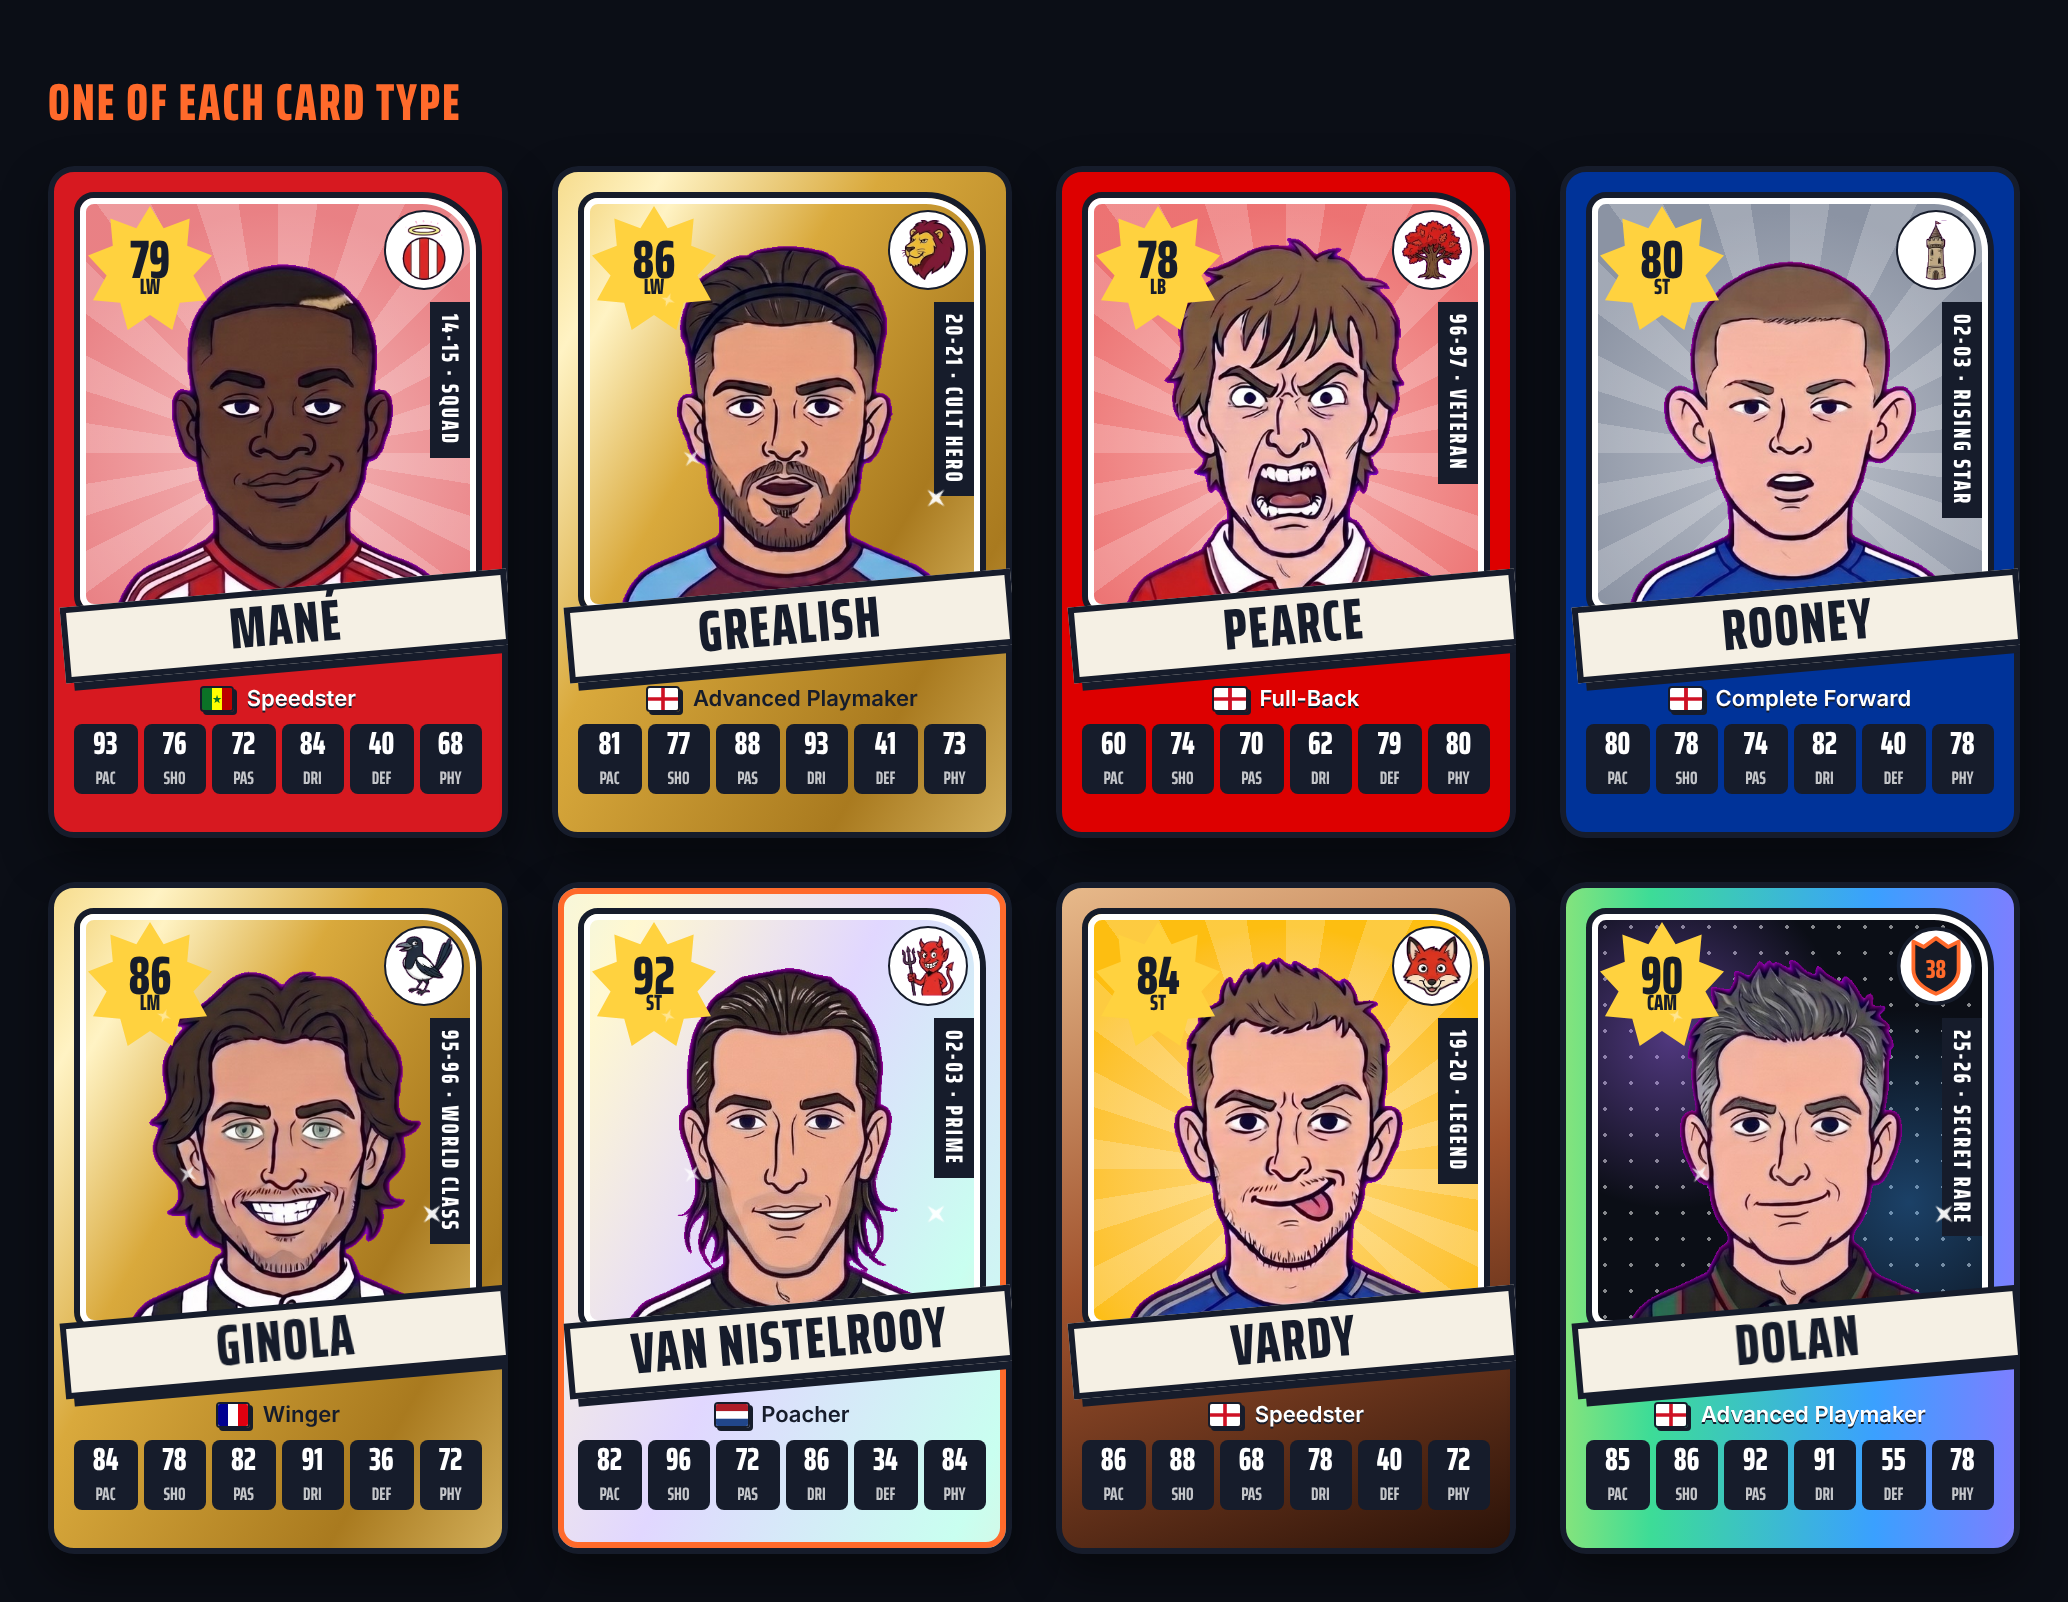 ONE OF EACH CARD TYPE
79
LW
14-15 · SQUAD
MANÉ
Speedster
93 76 72 84 40 68
PAC SHO PAS DRI DEF PHY
86
LW
20-21 · CULT HERO
GREALISH
Advanced Playmaker
81 77 88 93 41 73
PAC SHO PAS DRI DEF PHY
78
LB
96-97 · VETERAN
PEARCE
Full-Back
60 74 70 62 79 80
PAC SHO PAS DRI DEF PHY
80
ST
02-03 · RISING STAR
ROONEY
Complete Forward
80 78 74 82 40 78
PAC SHO PAS DRI DEF PHY
86
LM
95-96 · WORLD CLASS
GINOLA
Winger
84 78 82 91 36 72
PAC SHO PAS DRI DEF PHY
92
ST
02-03 · PRIME
VAN NISTELROOY
Poacher
82 96 72 86 34 84
PAC SHO PAS DRI DEF PHY
84
ST
19-20 · LEGEND
VARDY
Speedster
86 88 68 78 40 72
PAC SHO PAS DRI DEF PHY
90
CAM
38
25-26 · SECRET RARE
DOLAN
Advanced Playmaker
85 86 92 91 55 78
PAC SHO PAS DRI DEF PHY